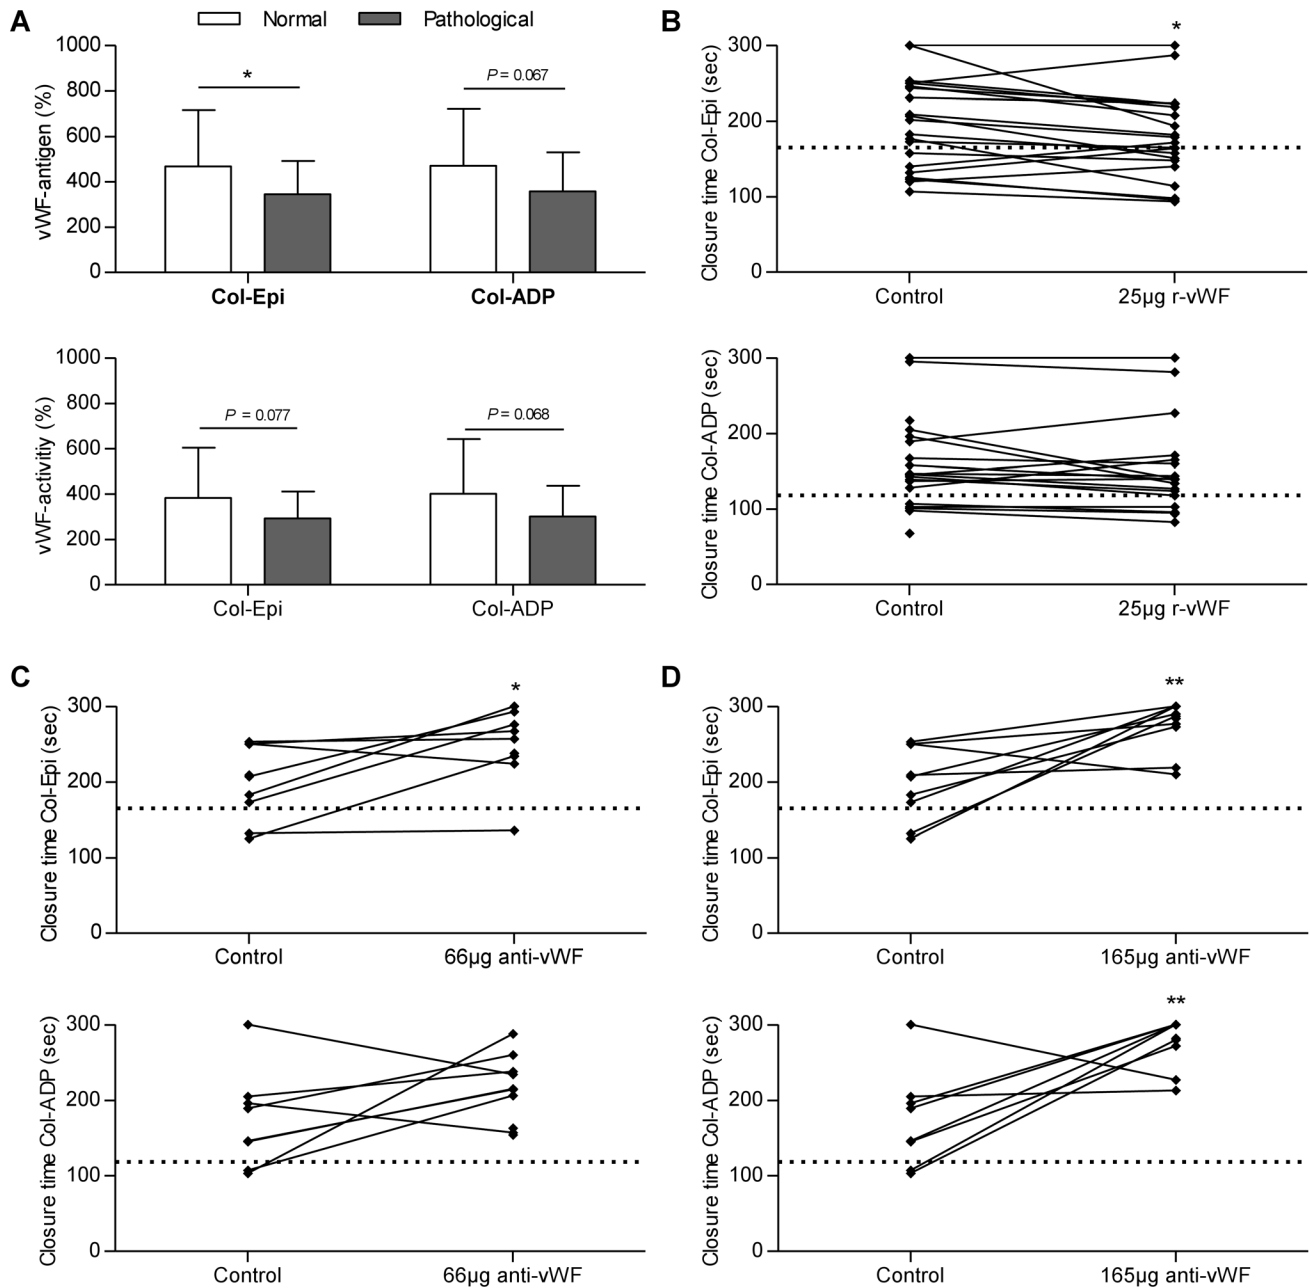 A
Normal
Pathological
vWF-antigen (%)
1000
800
600
400
200
0
*
P = 0.067
Col-Epi
Col-ADP
vWF-activitiy (%)
1000
800
600
400
200
0
P = 0.077
P = 0.068
Col-Epi
Col-ADP
B
*
Closure time Col-Epi (sec)
300
200
100
0
Control
25µg r-vWF
Closure time Col-ADP (sec)
300
200
100
0
Control
25µg r-vWF
C
*
Closure time Col-Epi (sec)
300
200
100
0
Control
66µg anti-vWF
Closure time Col-ADP (sec)
300
200
100
0
Control
66µg anti-vWF
D
**
Closure time Col-Epi (sec)
300
200
100
0
Control
165µg anti-vWF
**
Closure time Col-ADP (sec)
300
200
100
0
Control
165µg anti-vWF